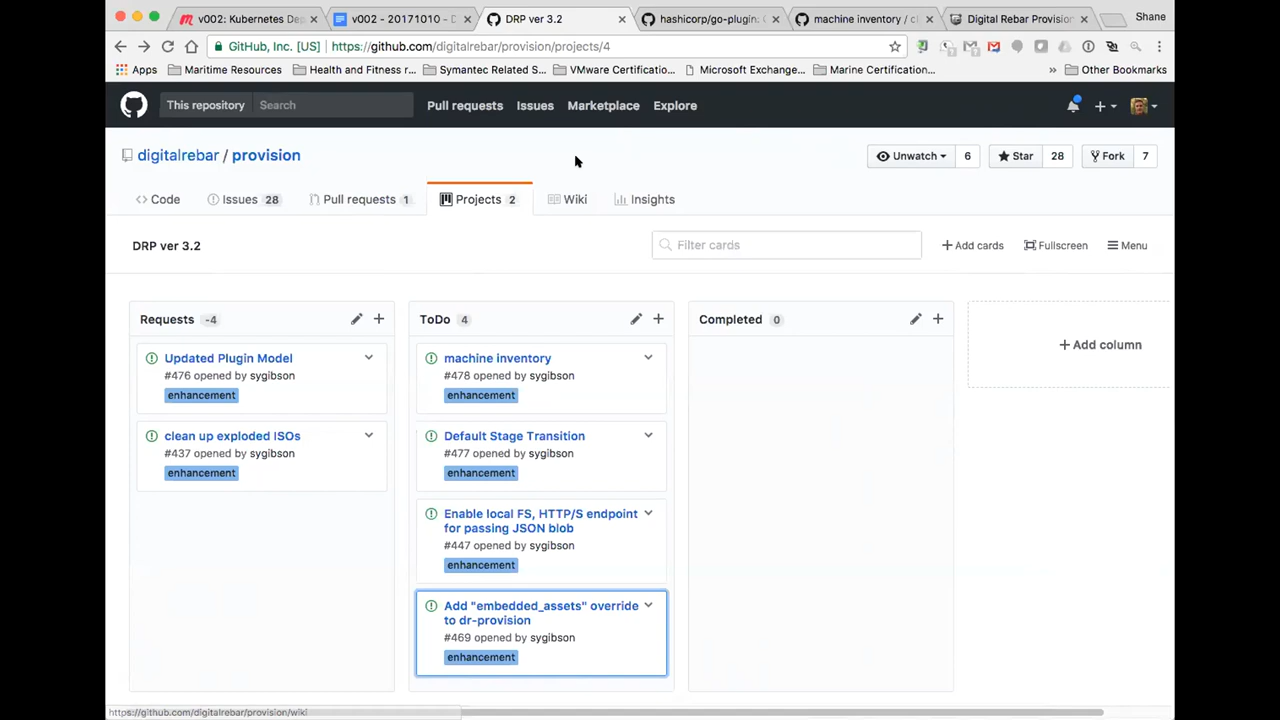 v002: Kubernetes De
v002 - 20171010 - D
DRP ver 3.2
hashicorp/go-plugin:
machine inventory / cl
Digital Rebar Provision
Shane
GitHub, Inc. [US]
https://github.com/digitalrebar/provision/projects/4
Apps
Maritime Resources
Health and Fitness r...
Symantec Related S...
VMware Certificatio...
Microsoft Exchange...
Marine Certification...
»
Other Bookmarks
This repository
Search
Pull requests
Issues
Marketplace
Explore
digitalrebar / provision
Unwatch
6
Star
28
Fork
7
Code
Issues 28
Pull requests 1
Projects 2
Wiki
Insights
DRP ver 3.2
Filter cards
Add cards
Fullscreen
Menu
Requests -4
Updated Plugin Model
#476 opened by sygibson
enhancement
clean up exploded ISOs
#437 opened by sygibson
enhancement
ToDo 4
machine inventory
#478 opened by sygibson
enhancement
Default Stage Transition
#477 opened by sygibson
enhancement
Enable local FS, HTTP/S endpoint
for passing JSON blob
#447 opened by sygibson
enhancement
Add "embedded_assets" override
to dr-provision
#469 opened by sygibson
enhancement
Completed 0
+ Add column
https://github.com/digitalrebar/provision/wiki